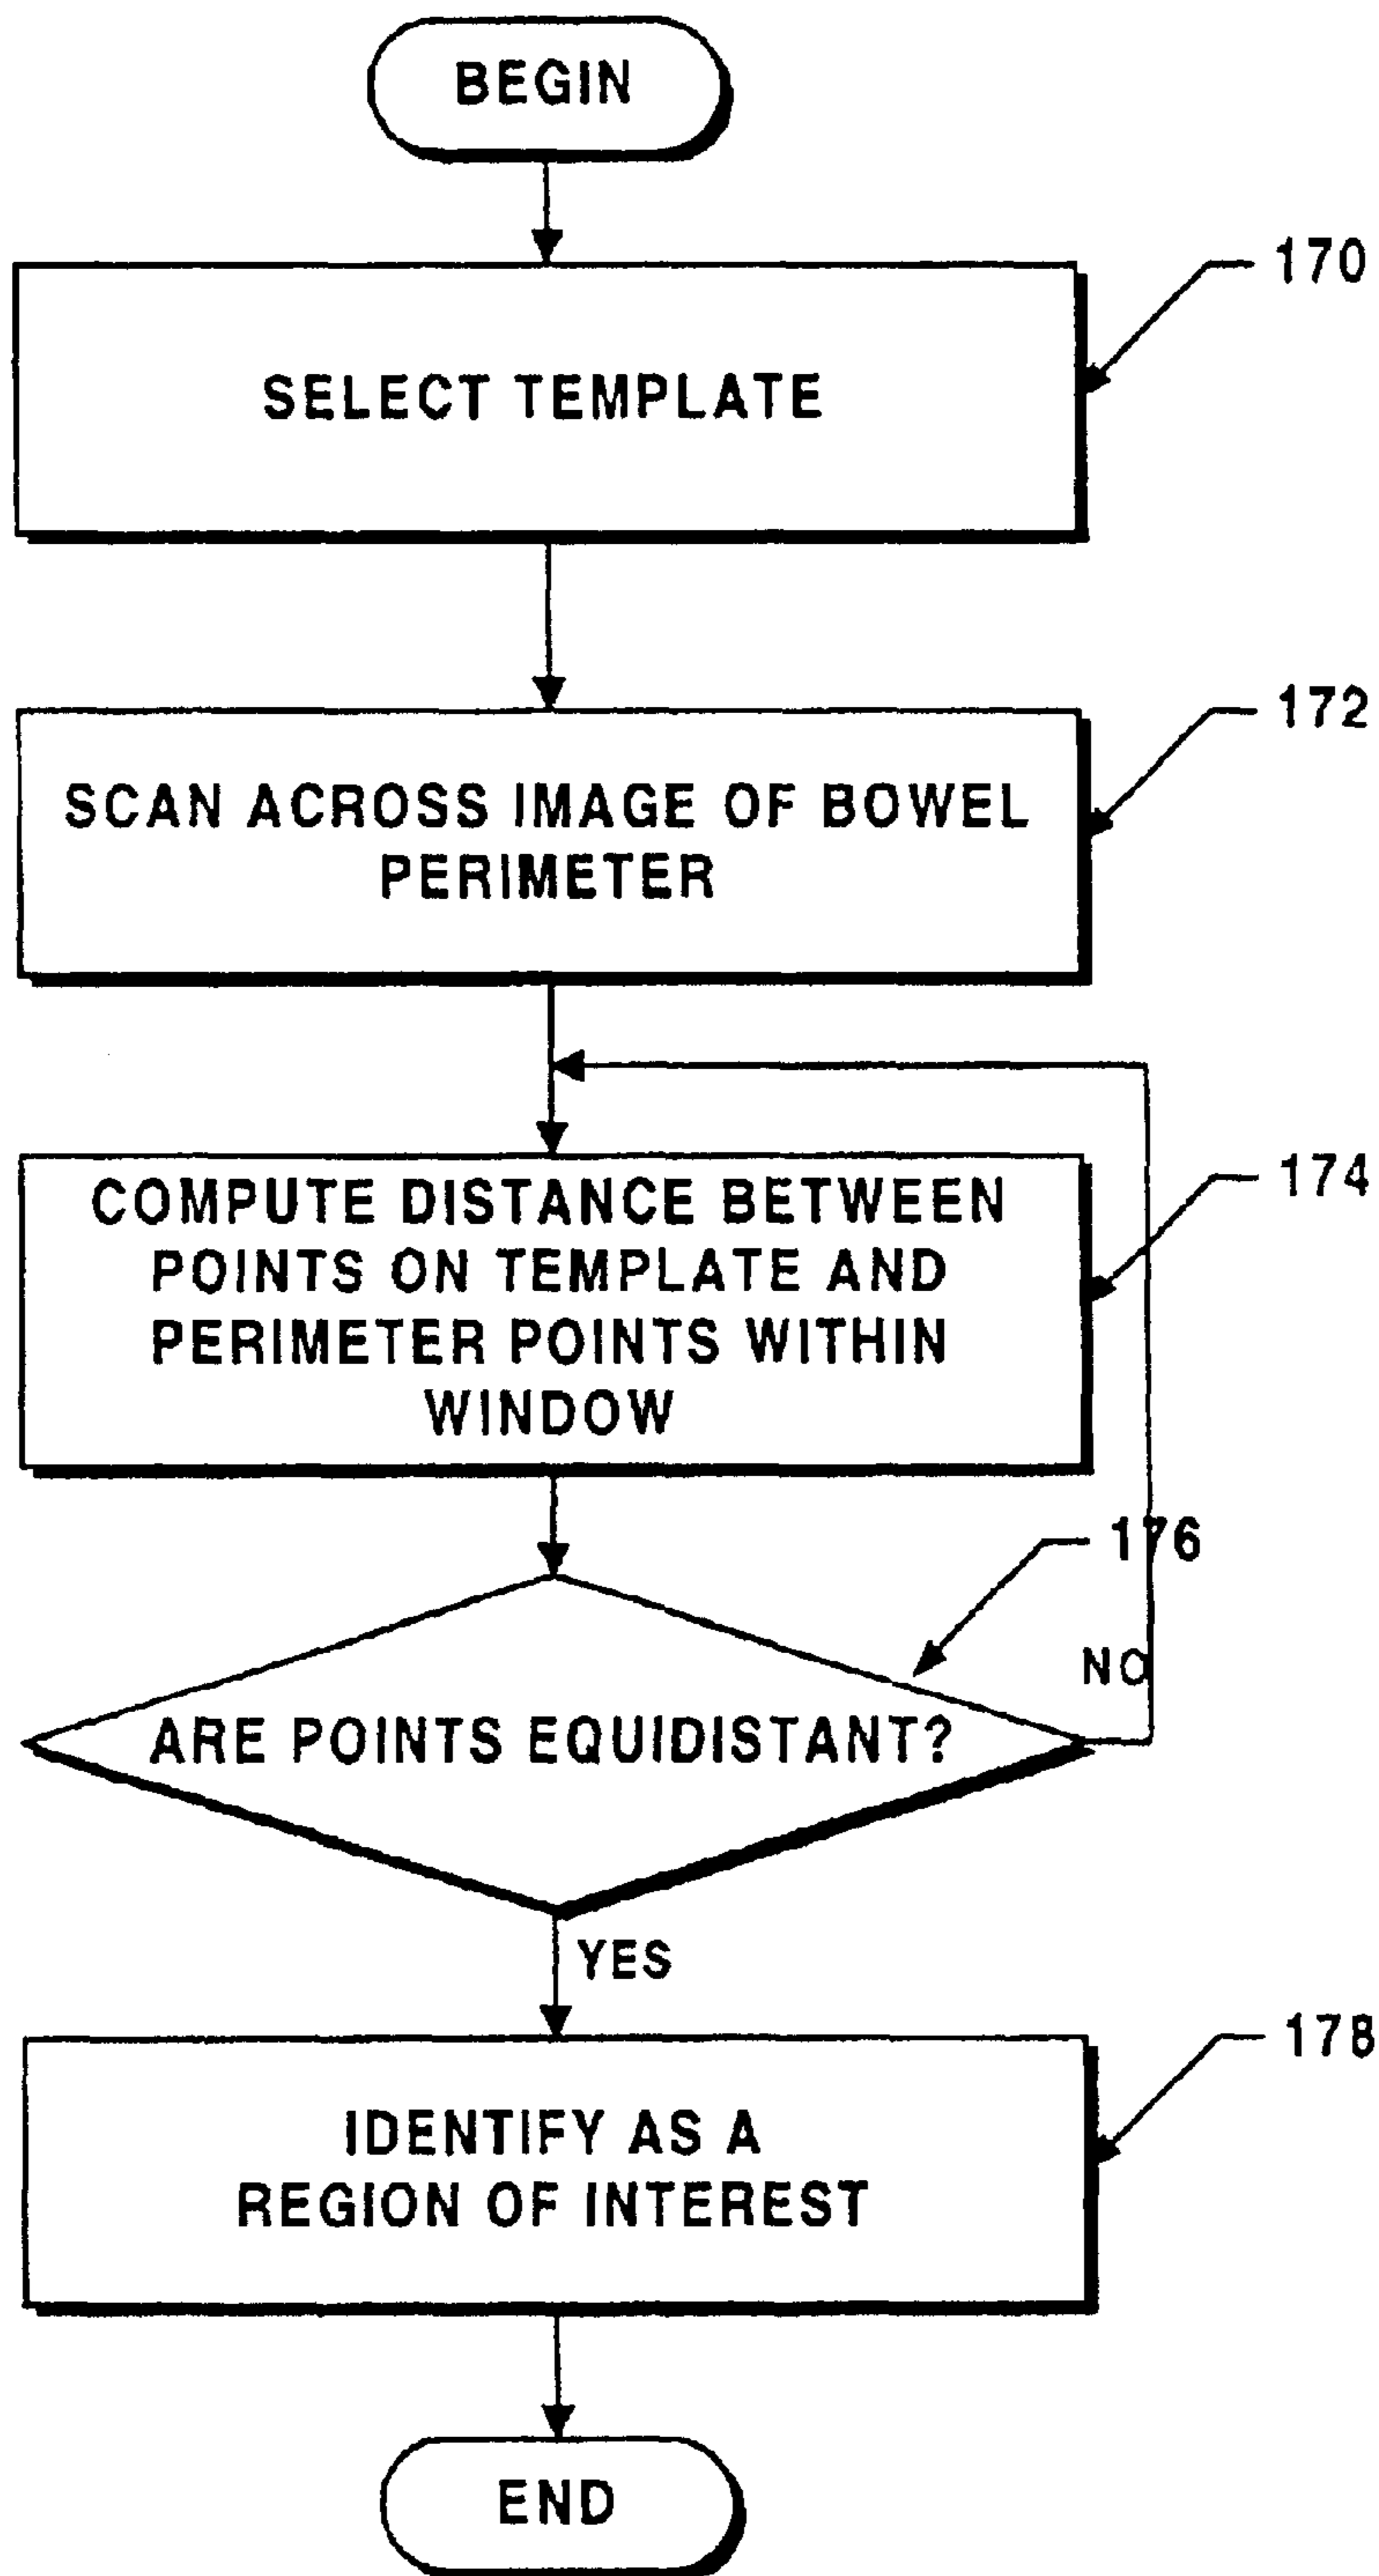 BEGIN
170
SELECT TEMPLATE
172
SCAN ACROSS IMAGE OF BOWEL
PERIMETER
174
COMPUTE DISTANCE BETWEEN
POINTS ON TEMPLATE AND
PERIMETER POINTS WITHIN
WINDOW
176
NO
ARE POINTS EQUIDISTANT?
YES
178
IDENTIFY AS A
REGION OF INTEREST
END